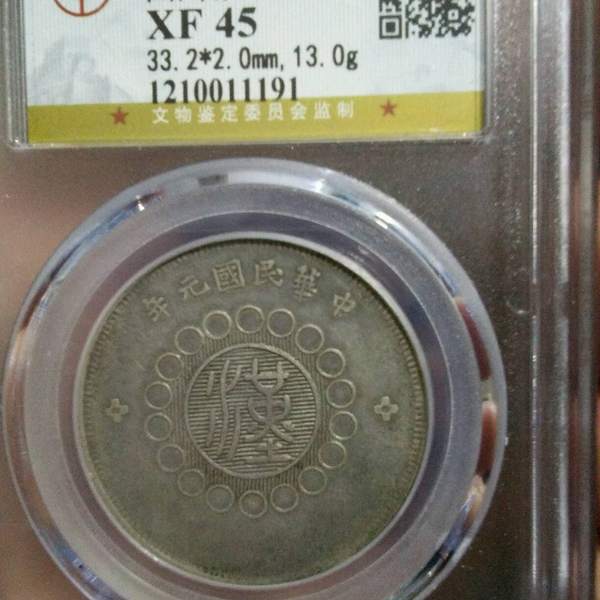 XF 45
33.2*2.0mm, 13.0g
1210011191
文物鉴定委员会监制
中華民國元年
漢